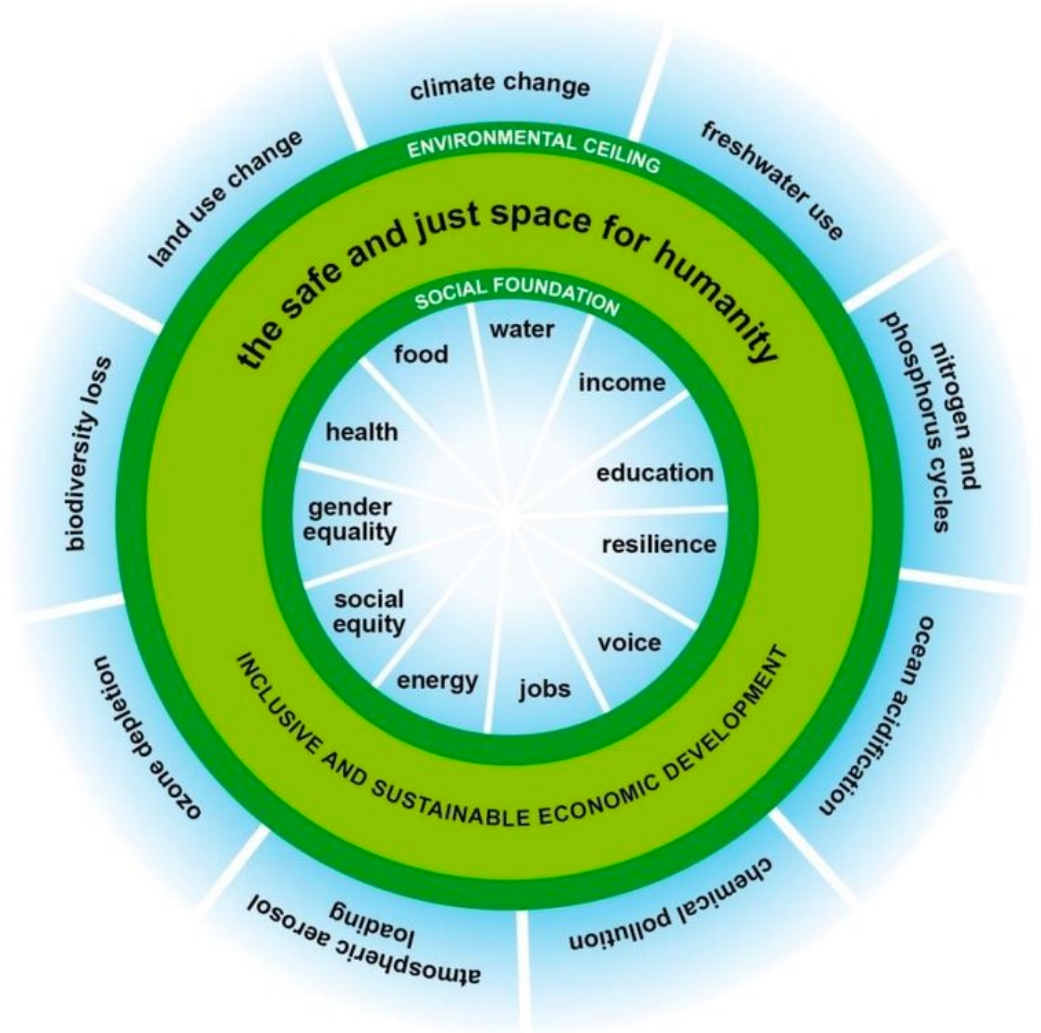 climate change
freshwater use
nitrogen and
phosphorus cycles
ocean acidification
chemical pollution
atmospheric aerosol
loading
ozone depletion
biodiversity loss
land use change
ENVIRONMENTAL CEILING
the safe and just space for humanity
SOCIAL FOUNDATION
water
income
education
resilience
voice
jobs
energy
social
equity
gender
equality
health
food
INCLUSIVE AND SUSTAINABLE ECONOMIC DEVELOPMENT